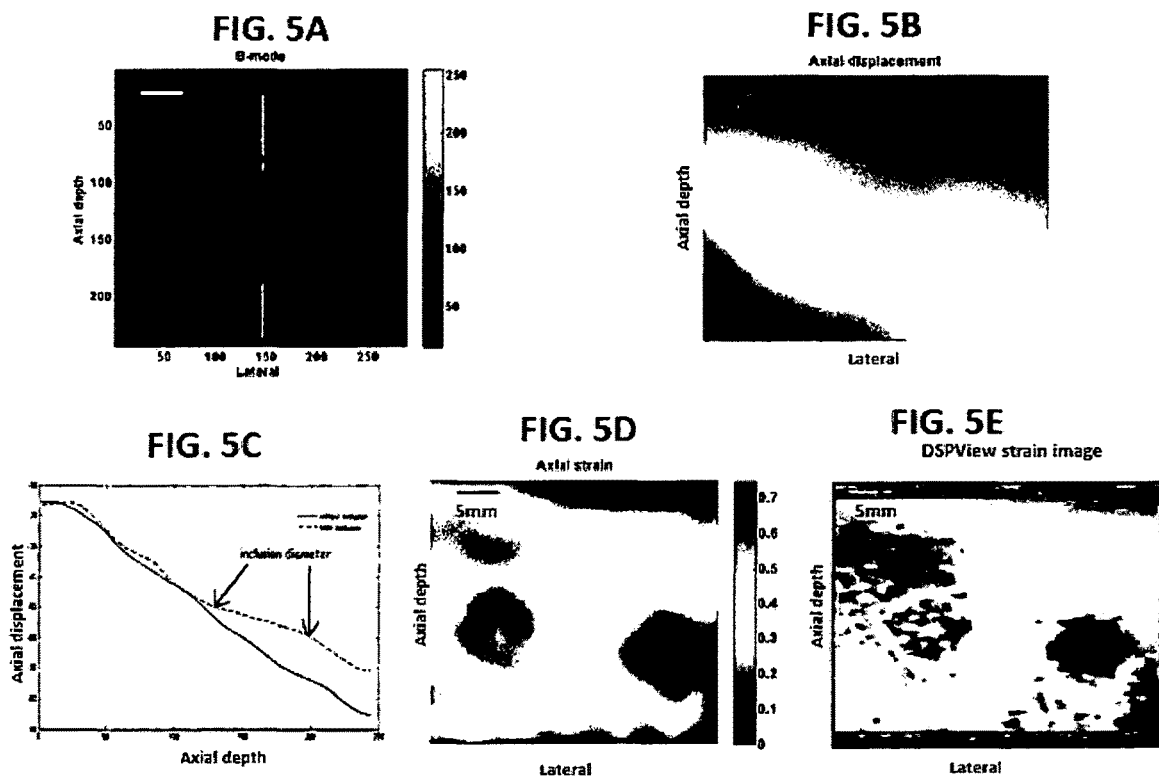 FIG. 5A
B-mode
250
200
150
100
50
50
100
150
200
Axial depth
50 100 150 200 250
Lateral
FIG. 5B
Axial displacement
Axial depth
Lateral
FIG. 5C
inclusion diameter
Axial displacement
Axial depth
FIG. 5D
Axial strain
5mm
Axial depth
Lateral
0.7
0.6
0.5
0.4
0.3
0.2
0.1
0
FIG. 5E
DSPView strain image
5mm
Axial depth
Lateral